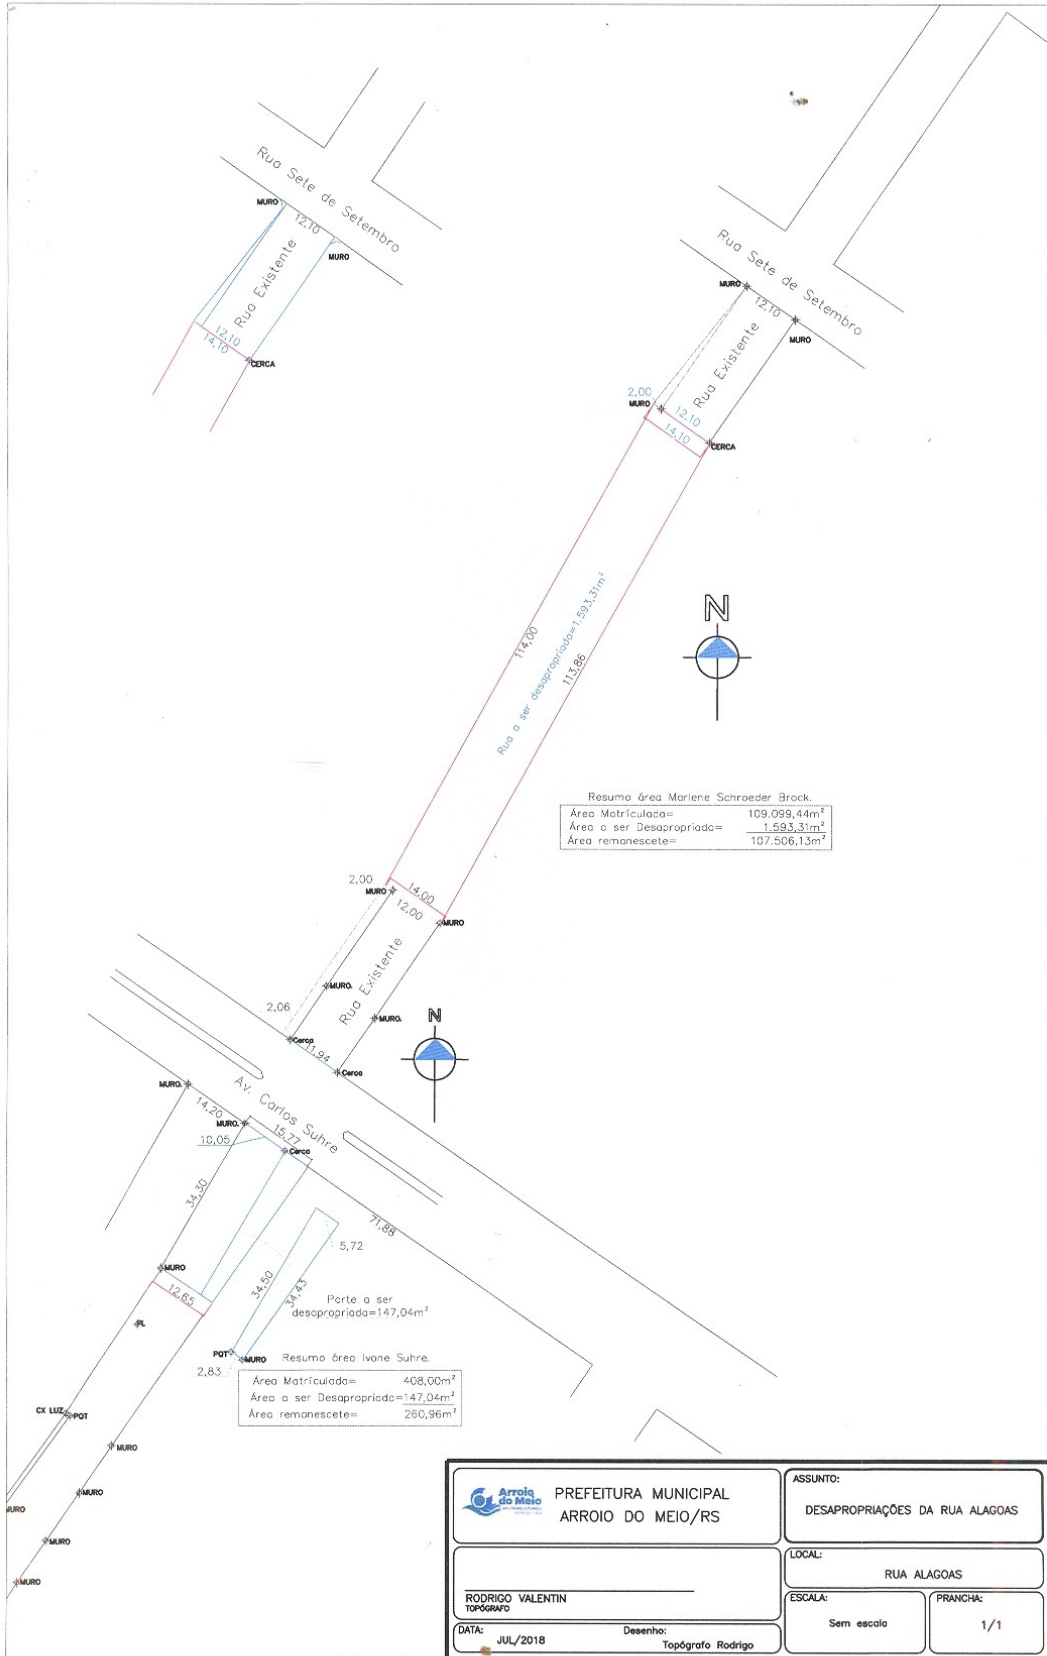 Rua Sete de Setembro
MURO
12,10
MURO
Rua Existente
12,10
14,10
CERCA
Rua Sete de Setembro
MURO
12,10
MURO
Rua Existente
2,00
MURO
12,10
14,10
CERCA
114,00
Rua a ser desapropriada=1.593,31m²
113,86
N
Resumo área Marlene Schroeder Brock.
Área Matriculada= 109.099,44m²
Área a ser Desapropriada= 1.593,31m²
Área remanescete= 107.506,13m²
2,00
MURO
14,00
12,00
MURO
Rua Existente
MURO.
MURO.
2,06
Cerca
11,94
Cerca
N
Av. Carlos Suhre
MURO.
14,20
MURO.
15,77
10,05
Cerca
34,30
71,88
5,72
34,50
34,43
MURO
12,65
Parte a ser
desapropriada=147,04m²
PL
POT
MURO
2,83
Resumo área Ivone Suhre.
Área Matriculada= 408,00m²
Área a ser Desapropriada=147,04m²
Área remanescete= 260,96m²
CX LUZ
POT
MURO
MURO
MURO
MURO
MURO
Arroio
do Meio
PREFEITURA MUNICIPAL
ARROIO DO MEIO/RS
ASSUNTO:
DESAPROPRIAÇÕES DA RUA ALAGOAS
LOCAL:
RUA ALAGOAS
RODRIGO VALENTIN
TOPÓGRAFO
ESCALA:
Sem escala
PRANCHA:
1/1
DATA:
JUL/2018
Desenho:
Topógrafo Rodrigo